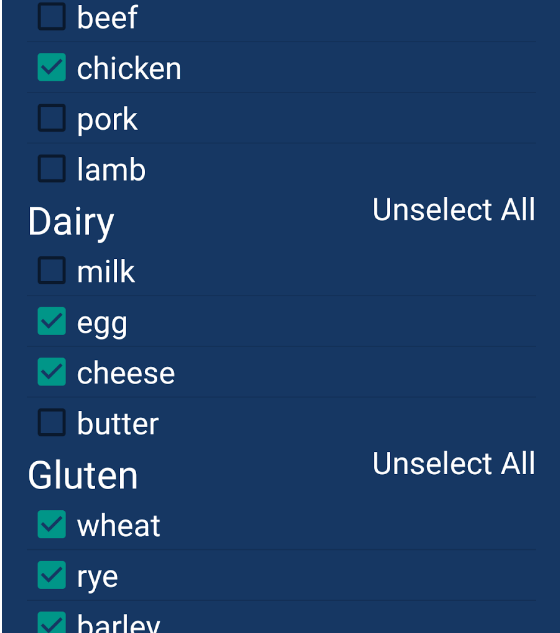 beef
chicken
pork
lamb
Dairy Unselect All
milk
egg
cheese
butter
Gluten Unselect All
wheat
rye
barley